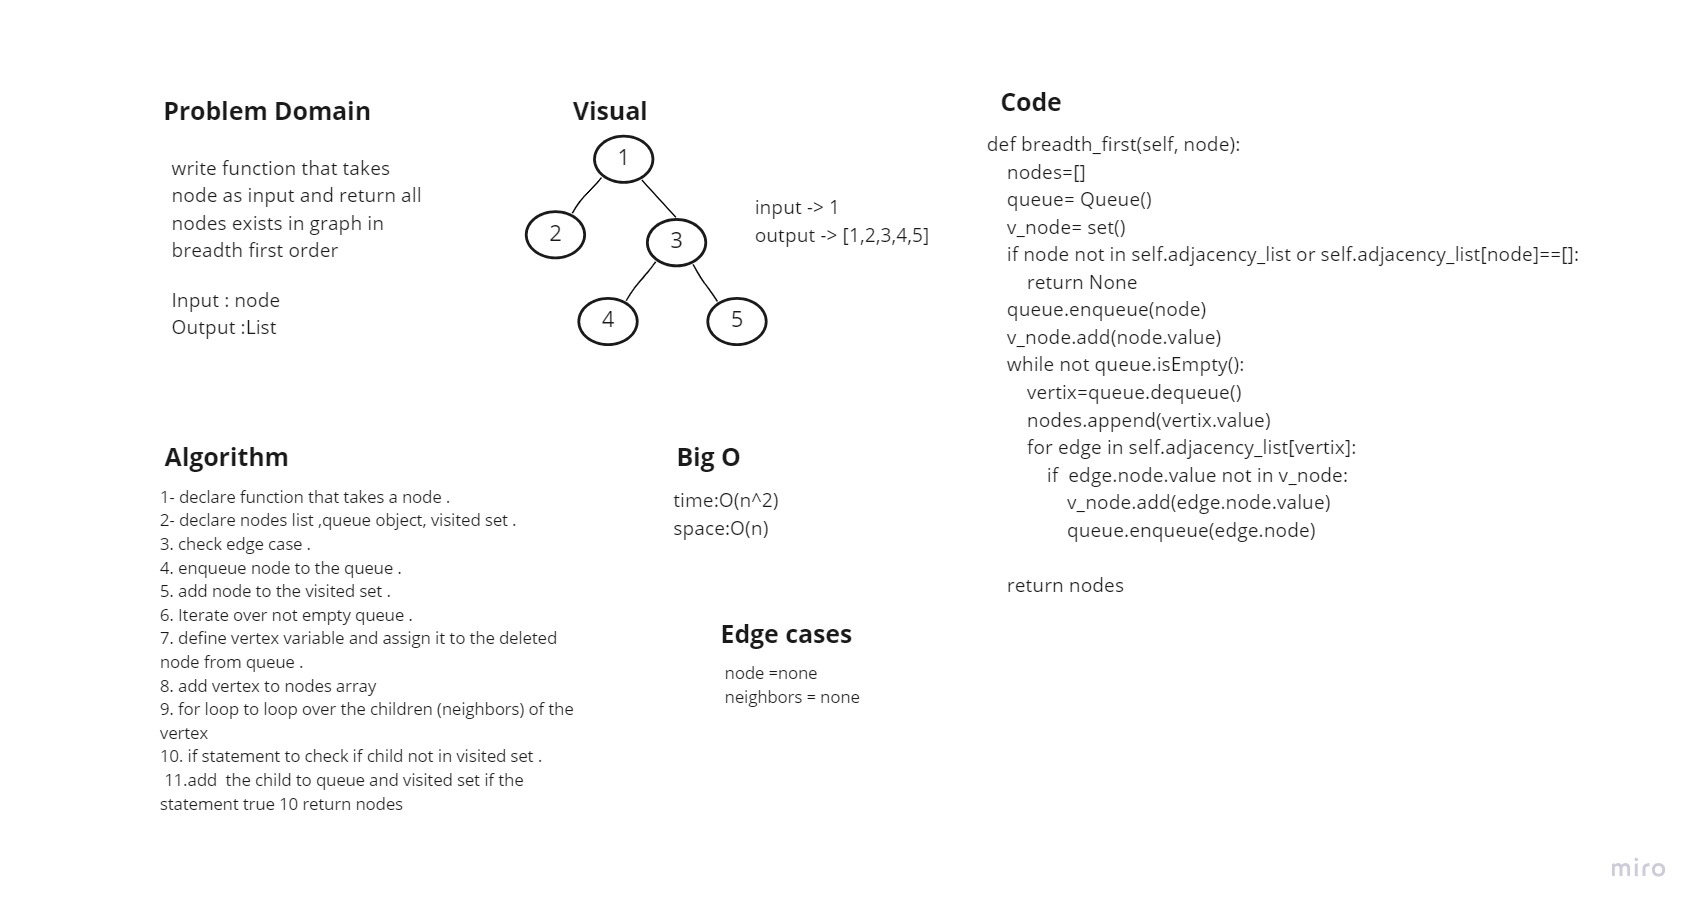 Problem Domain
write function that takes
node as input and return all
nodes exists in graph in
breadth first order
Input : node
Output :List
Visual
1
2
3
4
5
input -> 1
output -> [1,2,3,4,5]
Algorithm
1- declare function that takes a node .
2- declare nodes list ,queue object, visited set .
3. check edge case .
4. enqueue node to the queue .
5. add node to the visited set .
6. Iterate over not empty queue .
7. define vertex variable and assign it to the deleted
node from queue .
8. add vertex to nodes array
9. for loop to loop over the children (neighbors) of the
vertex
10. if statement to check if child not in visited set .
11.add  the child to queue and visited set if the
statement true 10 return nodes
Big O
time:O(n^2)
space:O(n)
Edge cases
node =none
neighbors = none
Code
def breadth_first(self, node):
nodes=[]
queue= Queue()
v_node= set()
if node not in self.adjacency_list or self.adjacency_list[node]==[]:
return None
queue.enqueue(node)
v_node.add(node.value)
while not queue.isEmpty():
vertix=queue.dequeue()
nodes.append(vertix.value)
for edge in self.adjacency_list[vertix]:
if  edge.node.value not in v_node:
v_node.add(edge.node.value)
queue.enqueue(edge.node)
return nodes
miro